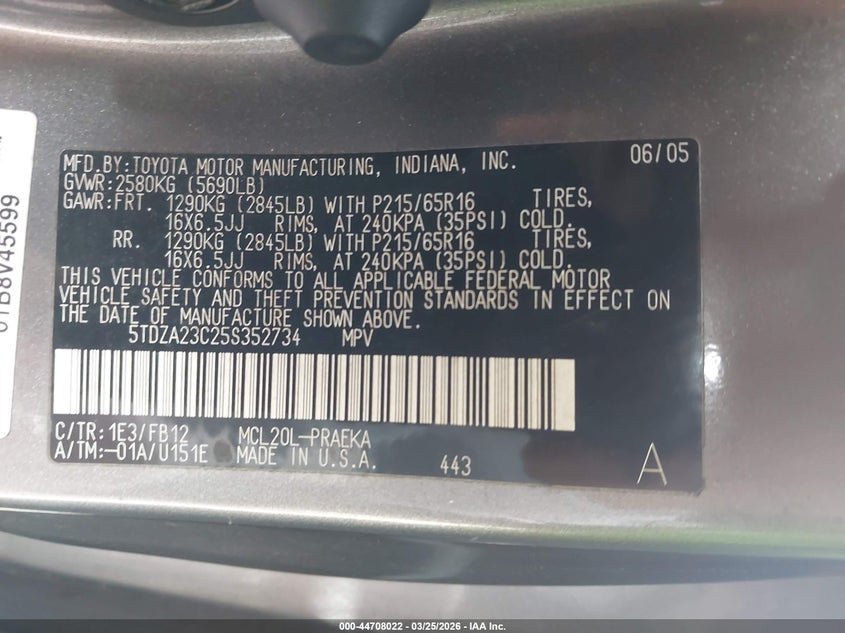 MFD.BY:TOYOTA MOTOR MANUFACTURING, INDIANA, INC. 06/05
GVWR:2580KG (5690LB)
GAWR:FRT. 1290KG (2845LB) WITH P215/65R16 TIRES,
16X6.5JJ RIMS, AT 240KPA (35PSI) COLD.
RR. 1290KG (2845LB) WITH P215/65R16 TIRES,
16X6.5JJ RIMS, AT 240KPA (35PSI) COLD.
THIS VEHICLE CONFORMS TO ALL APPLICABLE FEDERAL MOTOR
VEHICLE SAFETY AND THEFT PREVENTION STANDARDS IN EFFECT ON
THE DATE OF MANUFACTURE SHOWN ABOVE.
5TDZA23C25S352734 MPV
C/TR:1E3/FB12 MCL20L-PRAEKA
A/TM:-01A/U151E MADE IN U.S.A. 443 A
01B8V45599
000-44708022 — 03/25/2026 — IAA Inc.